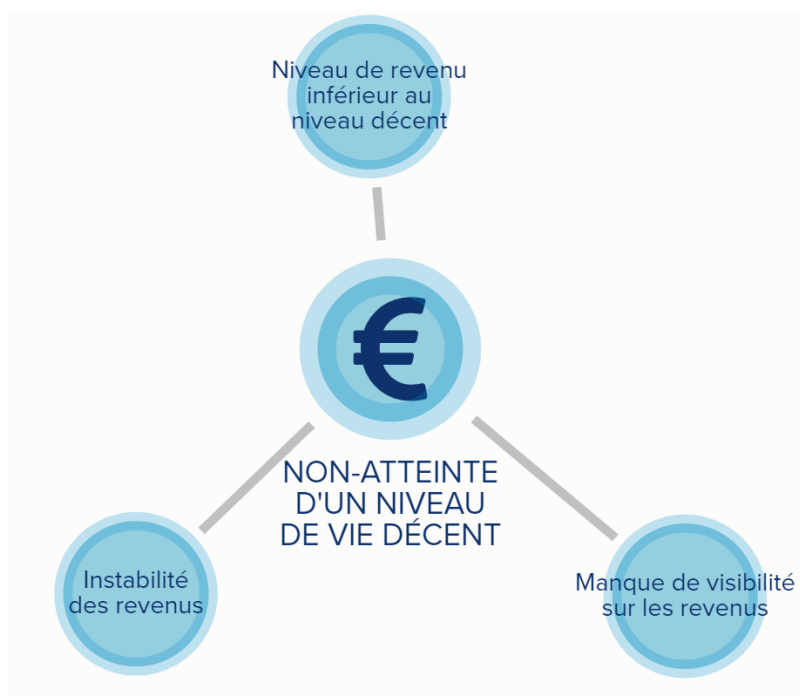 Niveau de revenu
inférieur au
niveau décent
€
NON-ATTEINTE
D'UN NIVEAU
DE VIE DÉCENT
Instabilité
des revenus
Manque de visibilité
sur les revenus